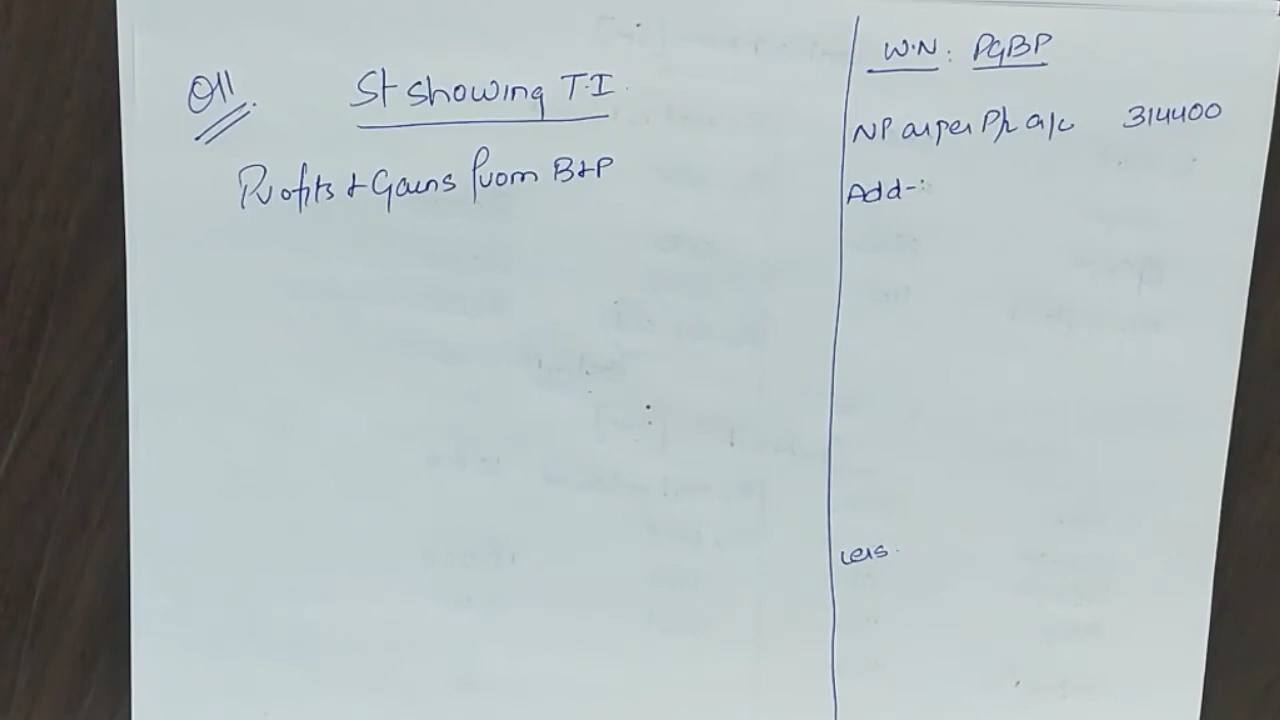 Q11. St showing T.I.
Profits & Gains from B&P
W.N: PGBP
NP as per P/L a/c 314400
Add-:
Less.